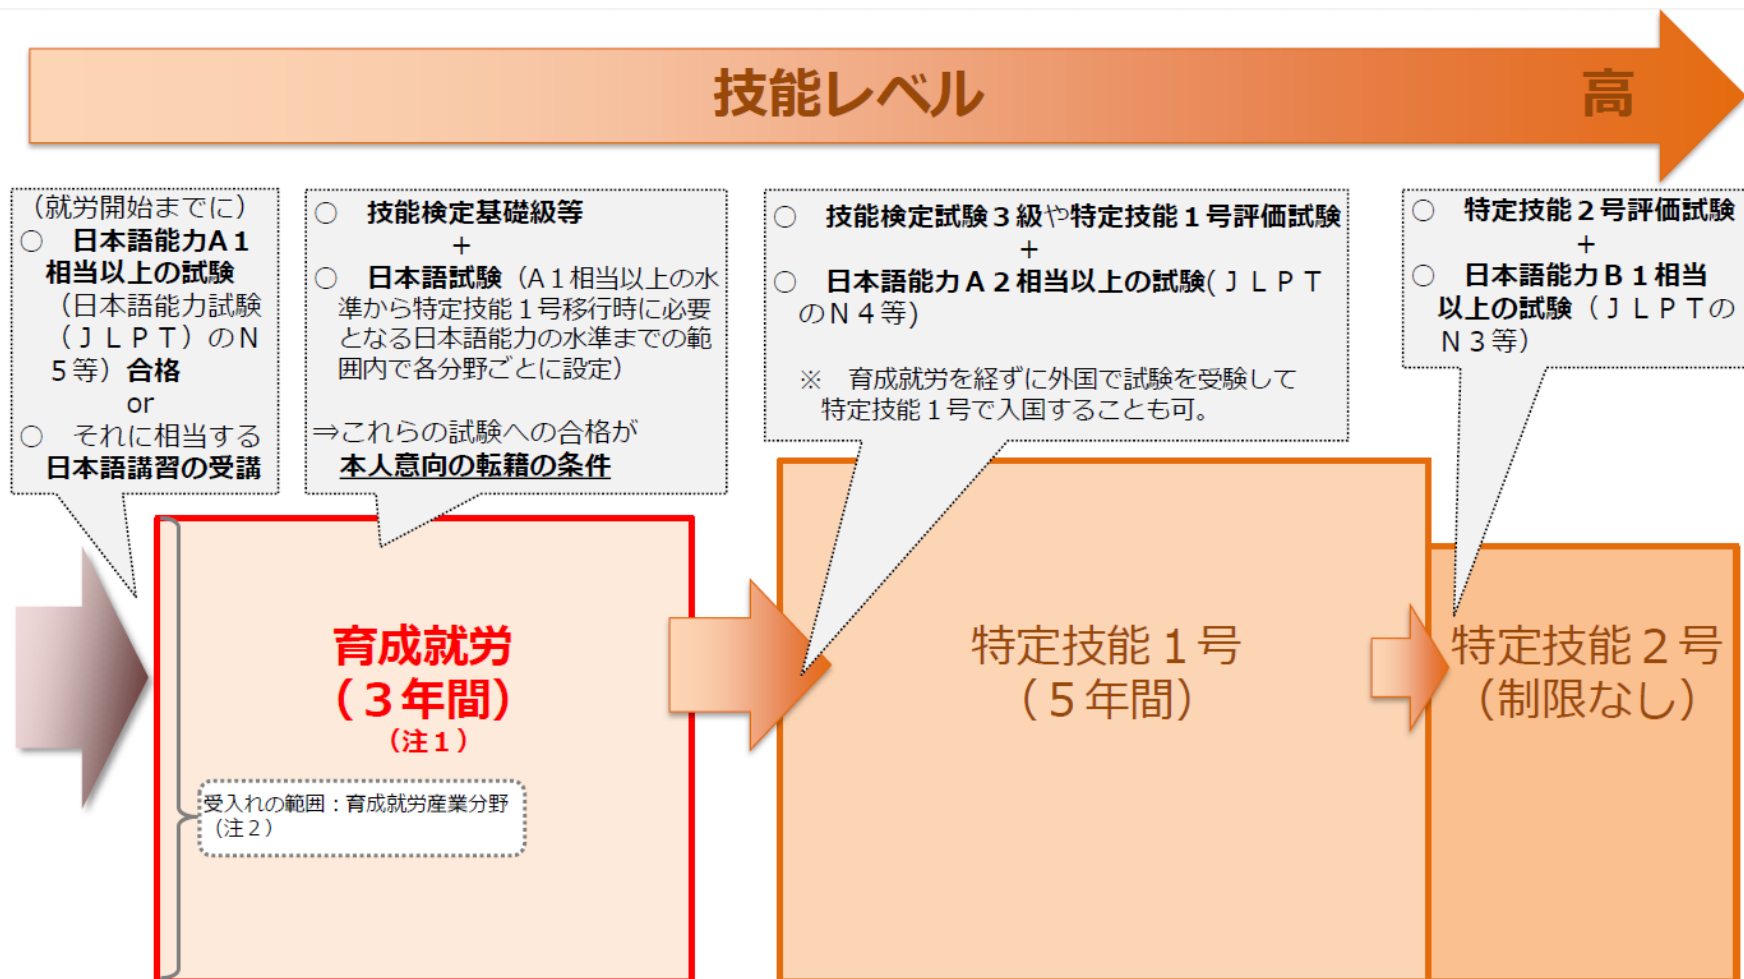 技能レベル
高
（就労開始までに）
○　日本語能力A１
相当以上の試験
（日本語能力試験
（ＪＬＰＴ）のＮ
５等）合格
or
○　それに相当する
日本語講習の受講
○　技能検定基礎級等
+
○　日本語試験（A１相当以上の水
準から特定技能１号移行時に必要
となる日本語能力の水準までの範
囲内で各分野ごとに設定）
⇒これらの試験への合格が
本人意向の転籍の条件
○　技能検定試験３級や特定技能１号評価試験
+
○　日本語能力A２相当以上の試験(ＪＬＰＴ
のＮ４等)
※　育成就労を経ずに外国で試験を受験して
特定技能１号で入国することも可。
○　特定技能２号評価試験
+
○　日本語能力B１相当
以上の試験（ＪＬＰＴの
Ｎ３等）
育成就労
（３年間）
（注１）
受入れの範囲：育成就労産業分野
（注２）
特定技能１号
（５年間）
特定技能２号
（制限なし）